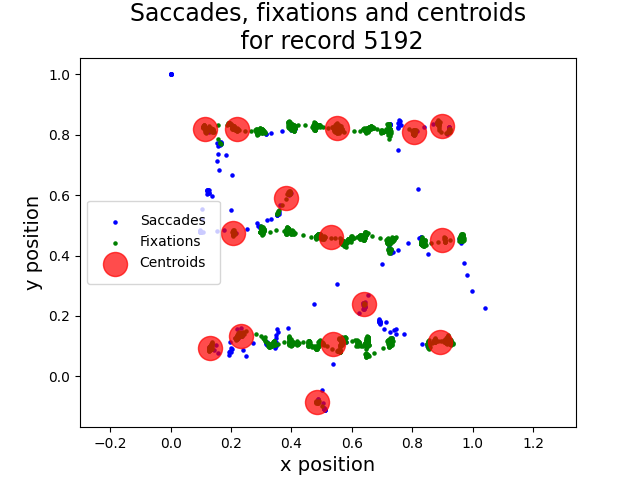 Saccades, fixations and centroids
for record 5192
1.0
0.8
0.6
0.4
0.2
0.0
y position
Saccades
Fixations
Centroids
−0.2
0.0
0.2
0.4
0.6
0.8
1.0
1.2
x position